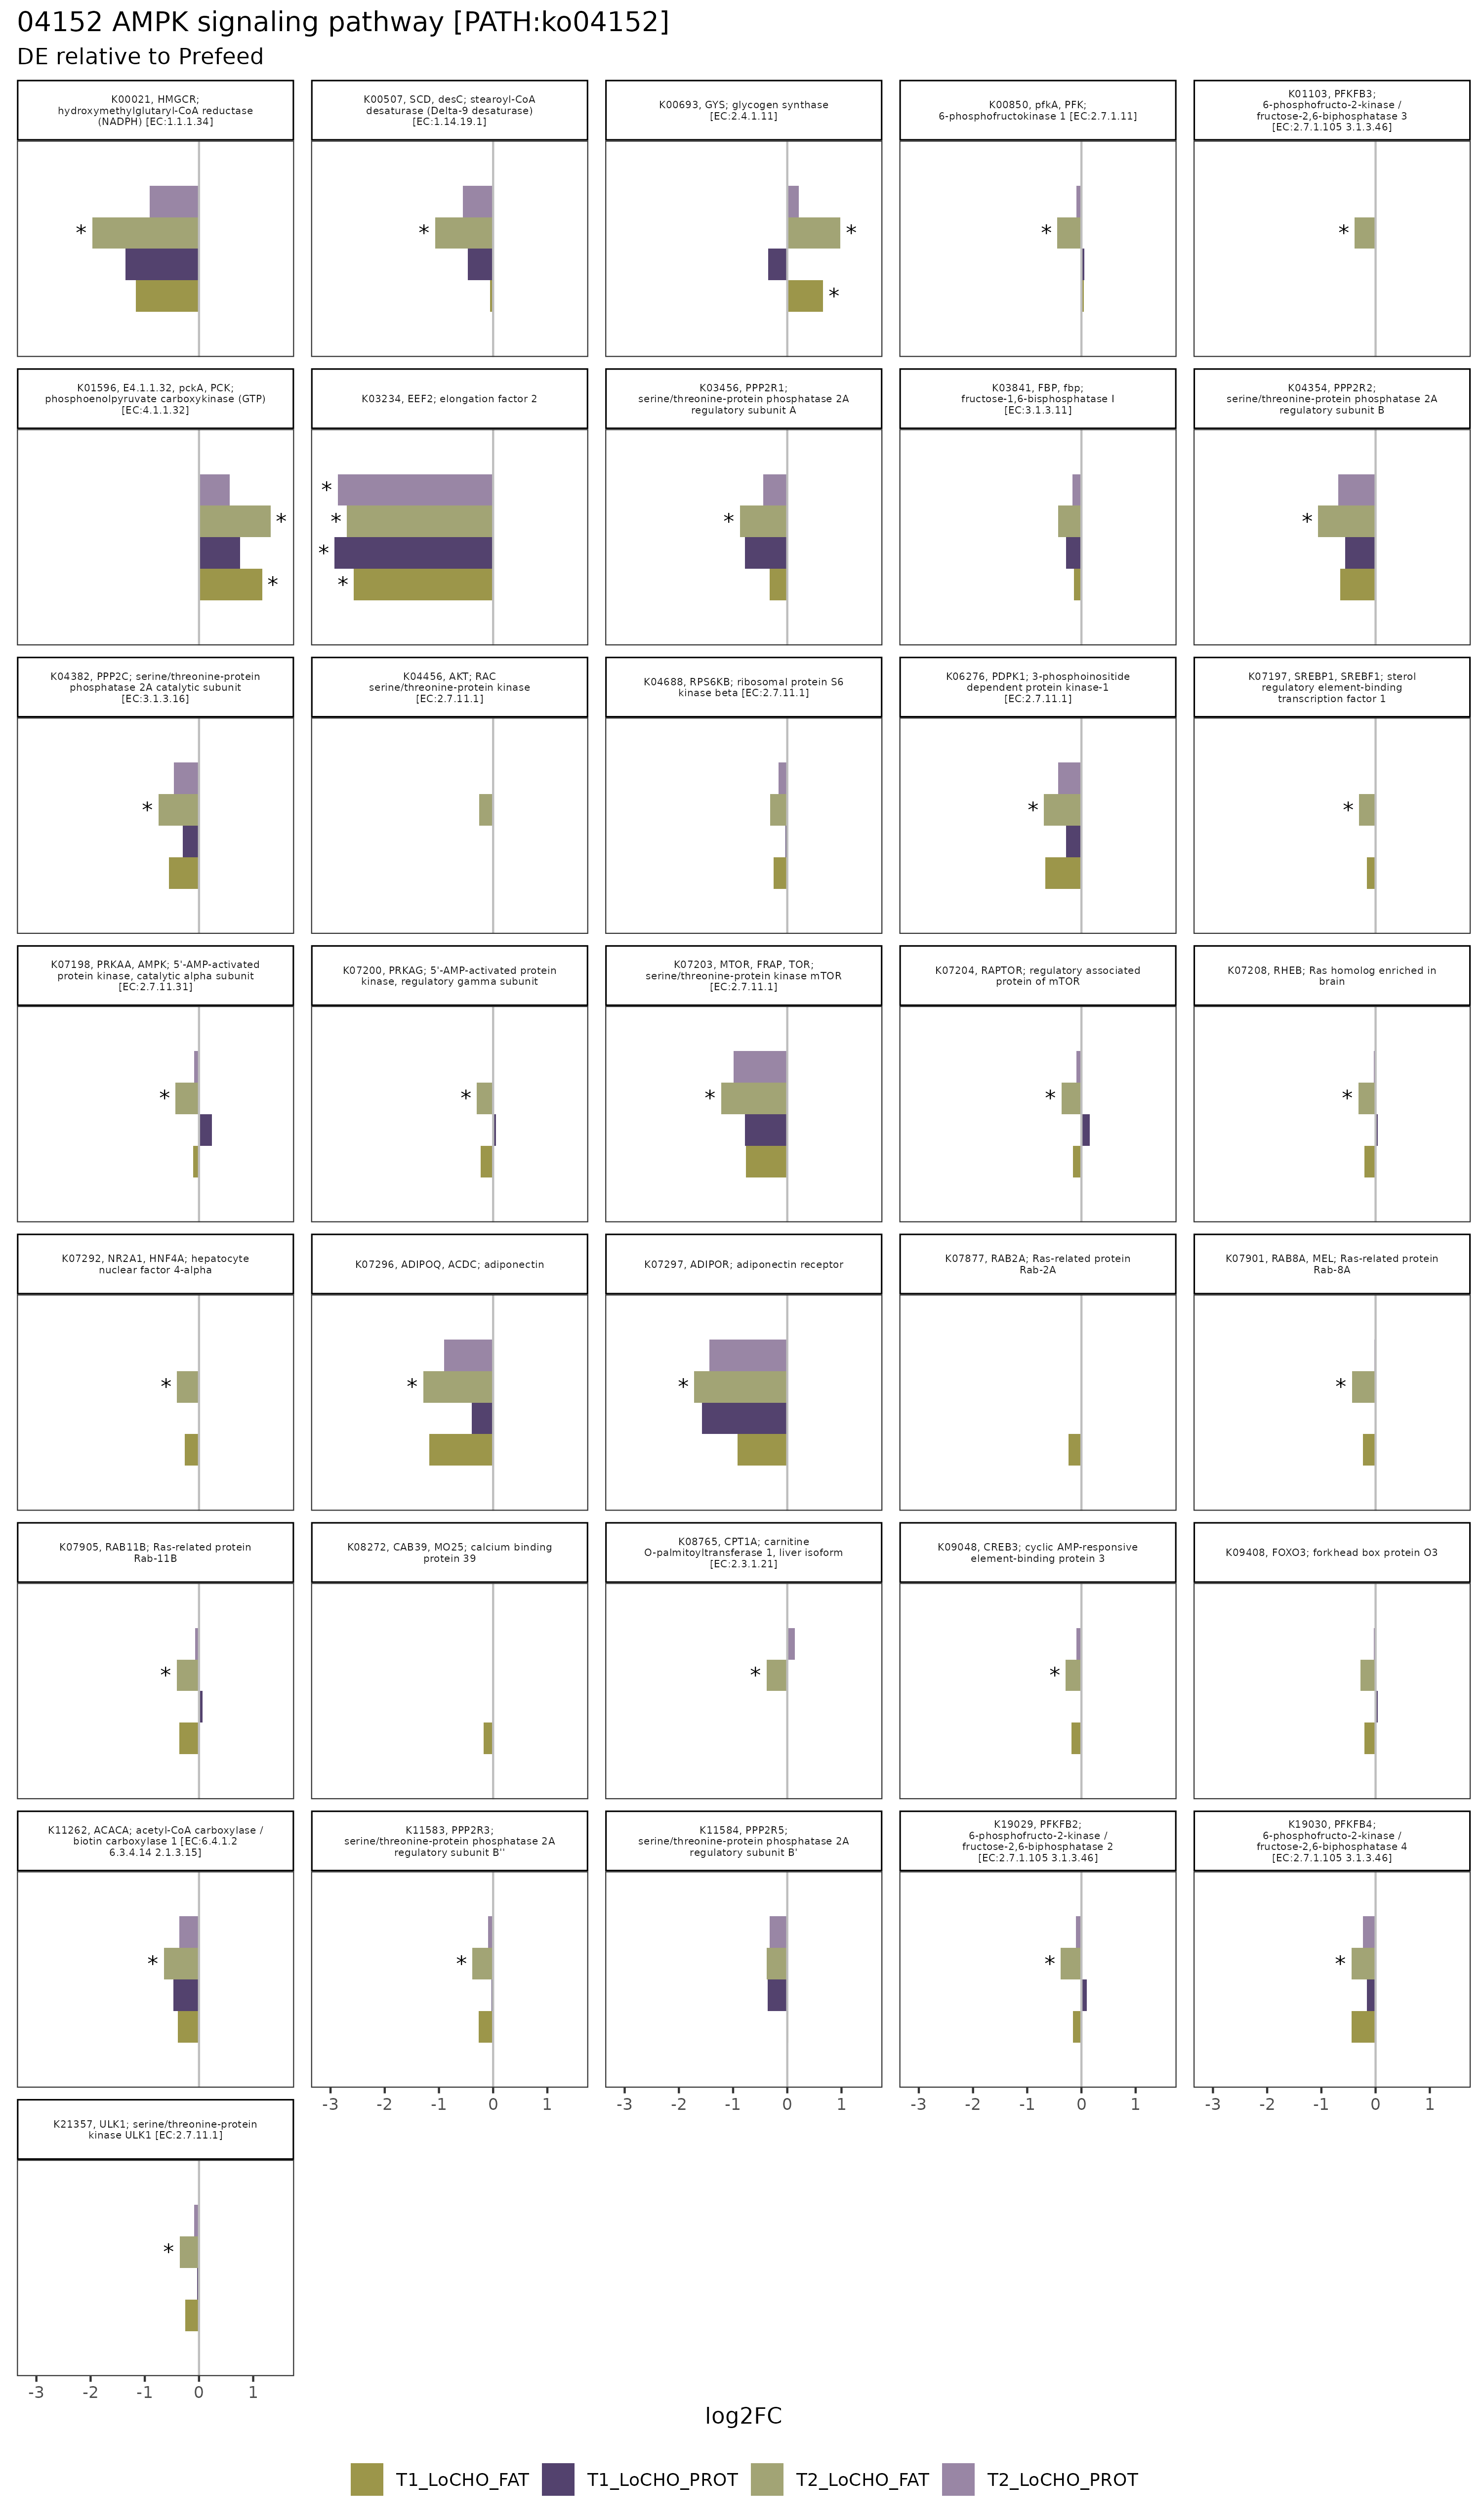 04152 AMPK signaling pathway [PATH:ko04152]
DE relative to Prefeed
K00021, HMGCR;
hydroxymethylglutaryl-CoA reductase
(NADPH) [EC:1.1.1.34]
K00507, SCD, desC; stearoyl-CoA
desaturase (Delta-9 desaturase)
[EC:1.14.19.1]
K00693, GYS; glycogen synthase
[EC:2.4.1.11]
K00850, pfkA, PFK;
6-phosphofructokinase 1 [EC:2.7.1.11]
K01103, PFKFB3;
6-phosphofructo-2-kinase /
fructose-2,6-biphosphatase 3
[EC:2.7.1.105 3.1.3.46]
*
*
*
*
*
*
K01596, E4.1.1.32, pckA, PCK;
phosphoenolpyruvate carboxykinase (GTP)
[EC:4.1.1.32]
K03234, EEF2; elongation factor 2
K03456, PPP2R1;
serine/threonine-protein phosphatase 2A
regulatory subunit A
K03841, FBP, fbp;
fructose-1,6-bisphosphatase I
[EC:3.1.3.11]
K04354, PPP2R2;
serine/threonine-protein phosphatase 2A
regulatory subunit B
*
*
*
*
*
*
*
*
K04382, PPP2C; serine/threonine-protein
phosphatase 2A catalytic subunit
[EC:3.1.3.16]
K04456, AKT; RAC
serine/threonine-protein kinase
[EC:2.7.11.1]
K04688, RPS6KB; ribosomal protein S6
kinase beta [EC:2.7.11.1]
K06276, PDPK1; 3-phosphoinositide
dependent protein kinase-1
[EC:2.7.11.1]
K07197, SREBP1, SREBF1; sterol
regulatory element-binding
transcription factor 1
*
*
*
K07198, PRKAA, AMPK; 5'-AMP-activated
protein kinase, catalytic alpha subunit
[EC:2.7.11.31]
K07200, PRKAG; 5'-AMP-activated protein
kinase, regulatory gamma subunit
K07203, MTOR, FRAP, TOR;
serine/threonine-protein kinase mTOR
[EC:2.7.11.1]
K07204, RAPTOR; regulatory associated
protein of mTOR
K07208, RHEB; Ras homolog enriched in
brain
*
*
*
*
*
K07292, NR2A1, HNF4A; hepatocyte
nuclear factor 4-alpha
K07296, ADIPOQ, ACDC; adiponectin
K07297, ADIPOR; adiponectin receptor
K07877, RAB2A; Ras-related protein
Rab-2A
K07901, RAB8A, MEL; Ras-related protein
Rab-8A
*
*
*
*
K07905, RAB11B; Ras-related protein
Rab-11B
K08272, CAB39, MO25; calcium binding
protein 39
K08765, CPT1A; carnitine
O-palmitoyltransferase 1, liver isoform
[EC:2.3.1.21]
K09048, CREB3; cyclic AMP-responsive
element-binding protein 3
K09408, FOXO3; forkhead box protein O3
*
*
*
K11262, ACACA; acetyl-CoA carboxylase /
biotin carboxylase 1 [EC:6.4.1.2
6.3.4.14 2.1.3.15]
K11583, PPP2R3;
serine/threonine-protein phosphatase 2A
regulatory subunit B''
K11584, PPP2R5;
serine/threonine-protein phosphatase 2A
regulatory subunit B'
K19029, PFKFB2;
6-phosphofructo-2-kinase /
fructose-2,6-biphosphatase 2
[EC:2.7.1.105 3.1.3.46]
K19030, PFKFB4;
6-phosphofructo-2-kinase /
fructose-2,6-biphosphatase 4
[EC:2.7.1.105 3.1.3.46]
*
*
*
*
-3 -2 -1 0 1
-3 -2 -1 0 1
-3 -2 -1 0 1
-3 -2 -1 0 1
K21357, ULK1; serine/threonine-protein
kinase ULK1 [EC:2.7.11.1]
*
-3 -2 -1 0 1
log2FC
T1_LoCHO_FAT T1_LoCHO_PROT T2_LoCHO_FAT T2_LoCHO_PROT